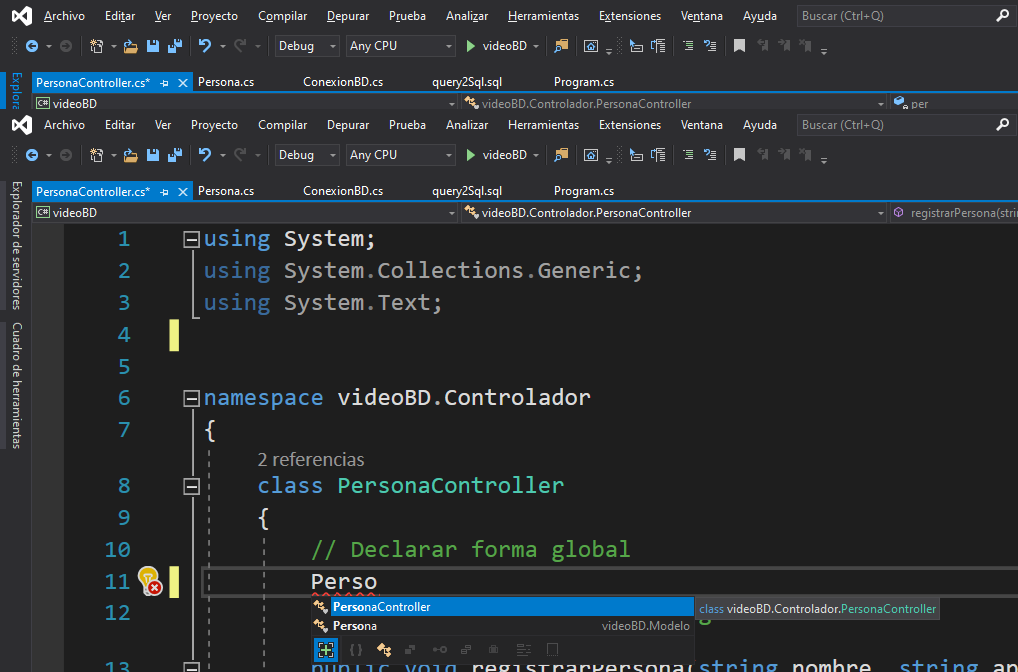 Archivo Editar Ver Proyecto Compilar Depurar Prueba Analizar Herramientas Extensiones Ventana Ayuda Buscar (Ctrl+Q)
Debug Any CPU videoBD
PersonaController.cs* Persona.cs ConexionBD.cs query2Sql.sql Program.cs
Explora
C# videoBD videoBD.Controlador.PersonaController per
Archivo Editar Ver Proyecto Compilar Depurar Prueba Analizar Herramientas Extensiones Ventana Ayuda Buscar (Ctrl+Q)
Debug Any CPU videoBD
PersonaController.cs* Persona.cs ConexionBD.cs query2Sql.sql Program.cs
C# videoBD videoBD.Controlador.PersonaController registrarPersona(stri
Explorador de servidores
Cuadro de herramientas
1 using System;
2 using System.Collections.Generic;
3 using System.Text;
4
5
6 namespace videoBD.Controlador
7 {
2 referencias
8 class PersonaController
9 {
10 // Declarar forma global
11 Perso
PersonaController class videoBD.Controlador.PersonaController
12
Persona videoBD.Modelo
13 public void registrarPersona(string nombre, string ap